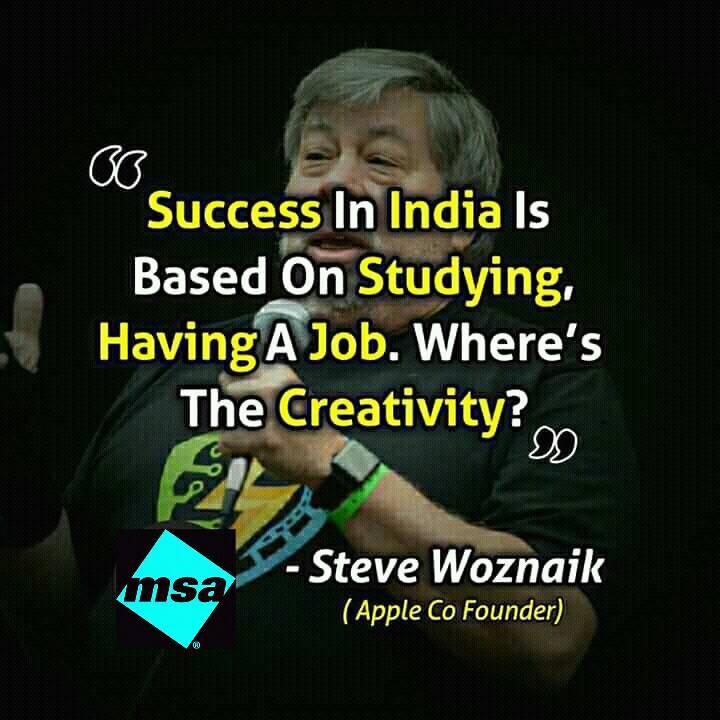 “
Success In India Is
Based On Studying,
Having A Job. Where's
The Creativity?
”
- Steve Woznaik
( Apple Co Founder)
msa
®